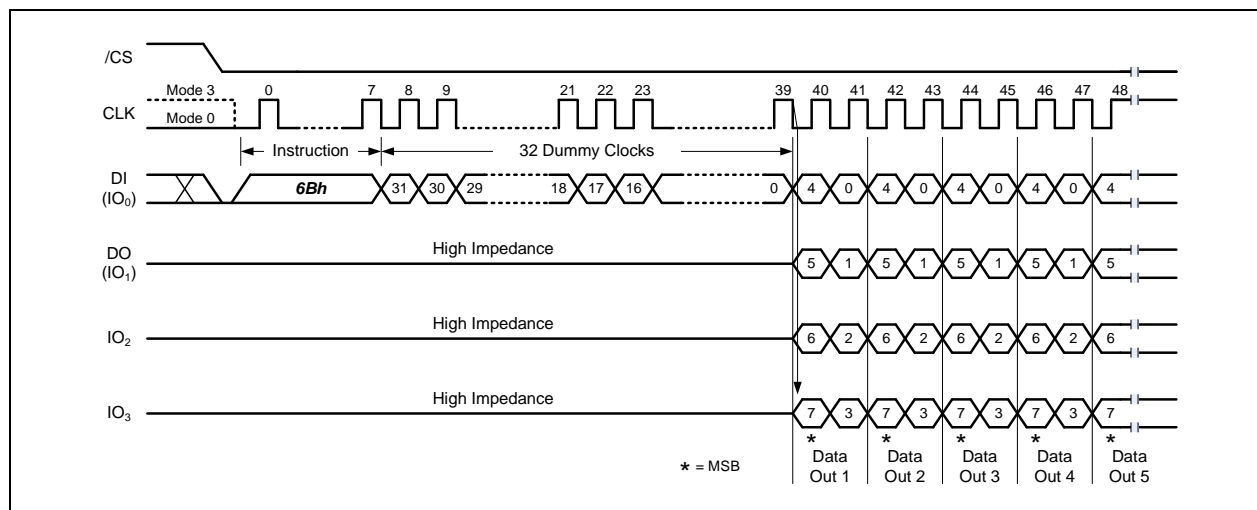 /CS
Mode 3 0 7 8 9 21 22 23 39 40 41 42 43 44 45 46 47 48
CLK
Mode 0
Instruction 32 Dummy Clocks
DI
(IO0)
6Bh 31 30 29 18 17 16 0 4 0 4 0 4 0 4 0 4
High Impedance
DO
(IO1)
5 1 5 1 5 1 5 1 5
High Impedance
IO2
6 2 6 2 6 2 6 2 6
High Impedance
IO3
7 3 7 3 7 3 7 3 7
* * * * *
* = MSB
Data Out 1
Data Out 2
Data Out 3
Data Out 4
Data Out 5